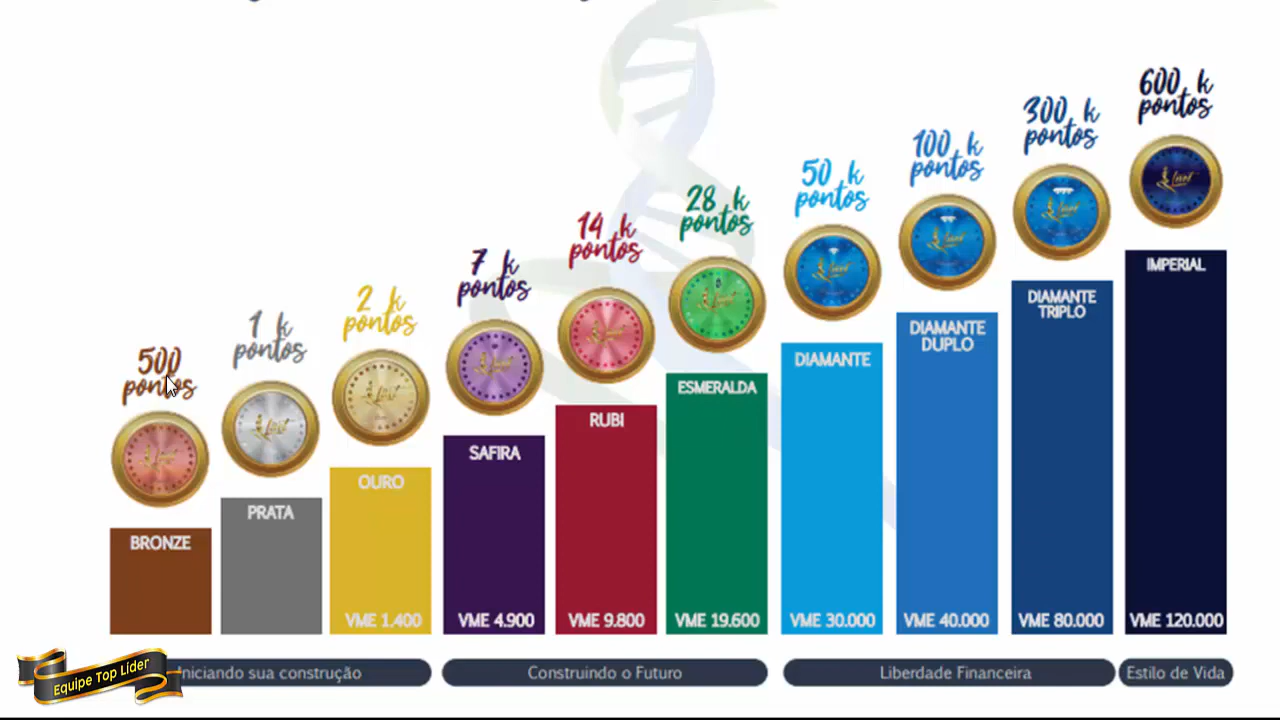 500
pontos
1 k
pontos
2 k
pontos
7 k
pontos
14 k
pontos
28 k
pontos
50 k
pontos
100 k
pontos
300 k
pontos
600 k
pontos
BRONZE
PRATA
OURO
SAFIRA
RUBI
ESMERALDA
DIAMANTE
DIAMANTE
DUPLO
DIAMANTE
TRIPLO
IMPERIAL
VME 1.400
VME 4.900
VME 9.800
VME 19.600
VME 30.000
VME 40.000
VME 80.000
VME 120.000
Iniciando sua construção
Construindo o Futuro
Liberdade Financeira
Estilo de Vida
Equipe Top Líder